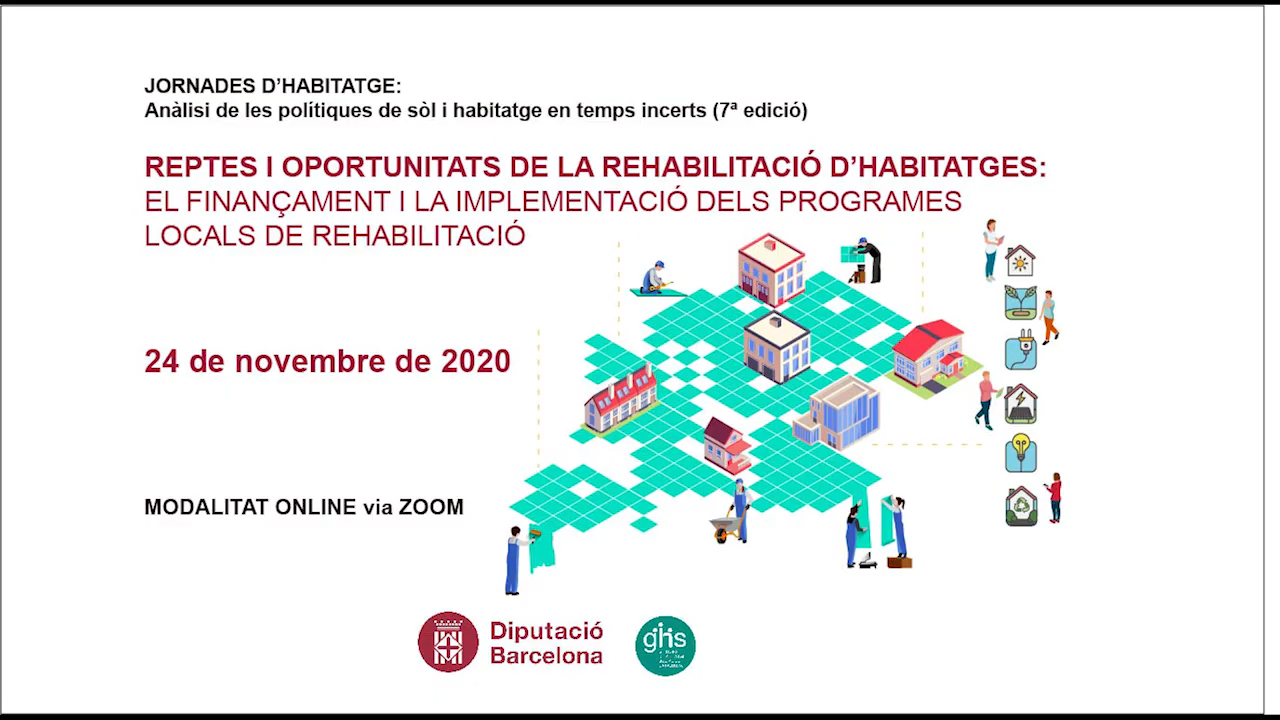 JORNADES D'HABITATGE:
Anàlisi de les polítiques de sòl i habitatge en temps incerts (7ª edició)
REPTES I OPORTUNITATS DE LA REHABILITACIÓ D'HABITATGES:
EL FINANÇAMENT I LA IMPLEMENTACIÓ DELS PROGRAMES
LOCALS DE REHABILITACIÓ
24 de novembre de 2020
MODALITAT ONLINE via ZOOM
Diputació
Barcelona
ghs